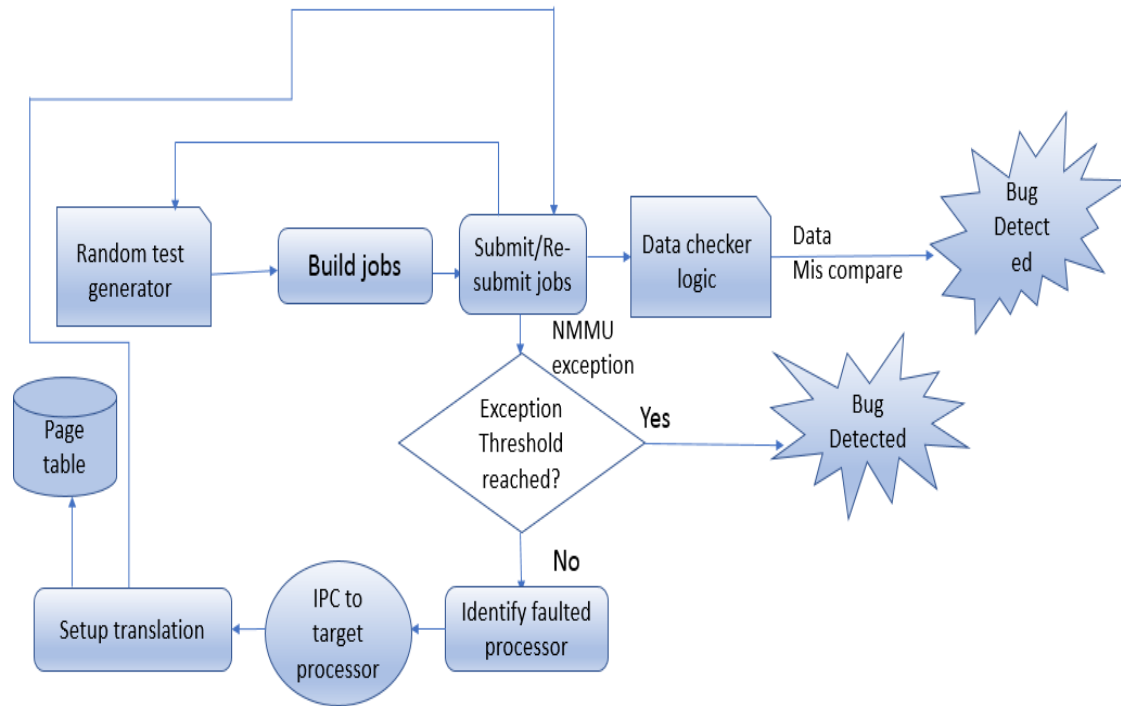 Random test
generator
Build jobs
Submit/Re-
submit jobs
Data checker
logic
Data
Mis compare
Bug
Detect
ed
NMMU
exception
Exception
Threshold
reached?
Yes
Bug
Detected
Page
table
No
Setup translation
IPC to
target
processor
Identify faulted
processor